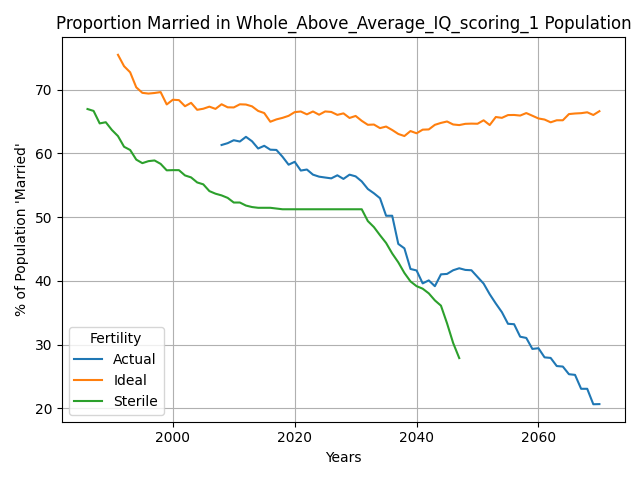 Proportion Married in Whole_Above_Average_IQ_scoring_1 Population
% of Population 'Married'
70
60
50
40
30
20
Fertility
Actual
Ideal
Sterile
2000 2020 2040 2060
Years